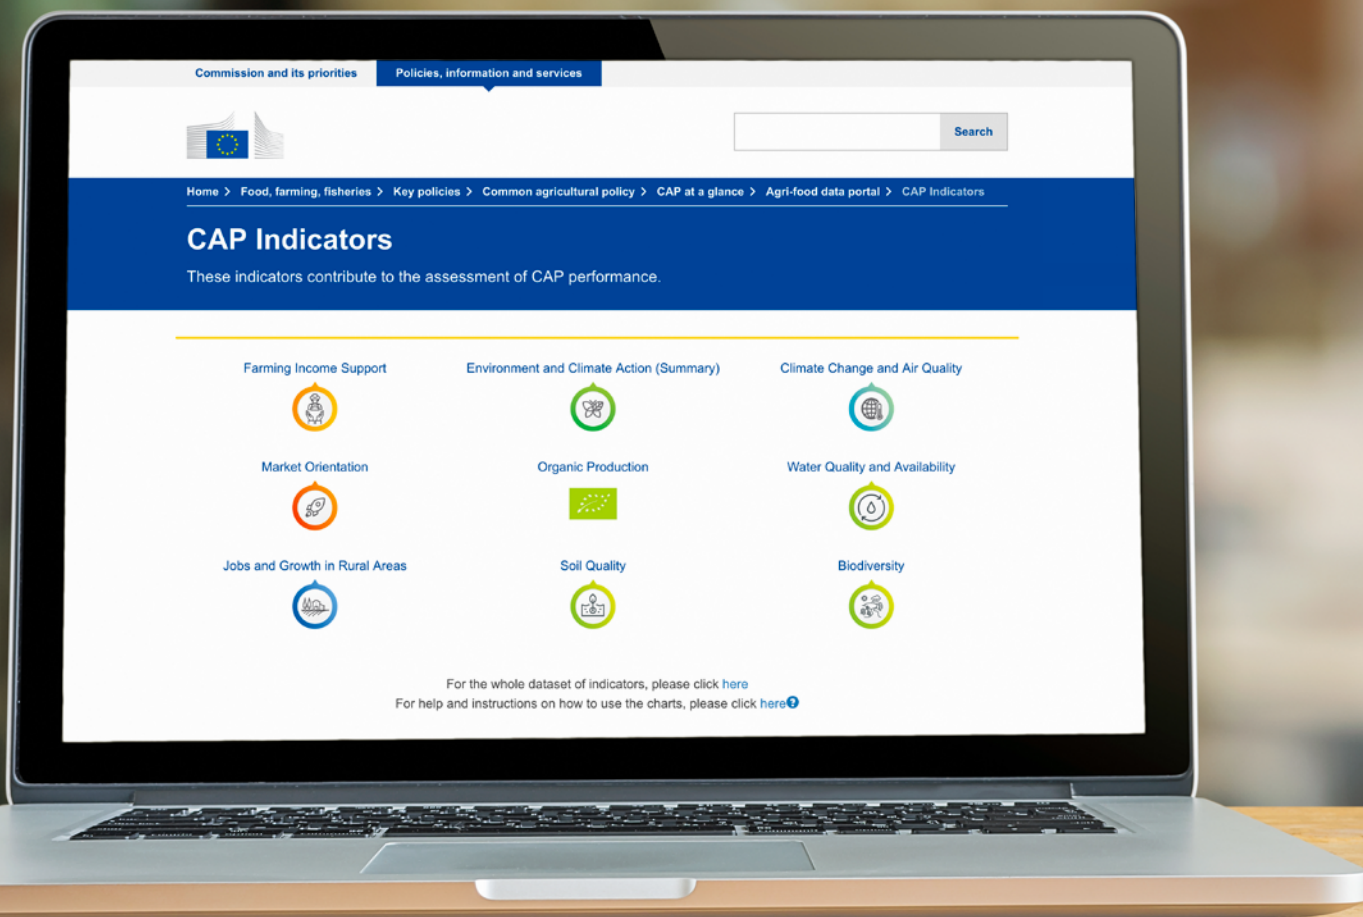 Commission and its priorities
Policies, information and services
Search
Home > Food, farming, fisheries > Key policies > Common agricultural policy > CAP at a glance > Agri-food data portal > CAP Indicators
CAP Indicators
These indicators contribute to the assessment of CAP performance.
Farming Income Support
Environment and Climate Action (Summary)
Climate Change and Air Quality
Market Orientation
Organic Production
Water Quality and Availability
Jobs and Growth in Rural Areas
Soil Quality
Biodiversity
For the whole dataset of indicators, please click here
For help and instructions on how to use the charts, please click here?